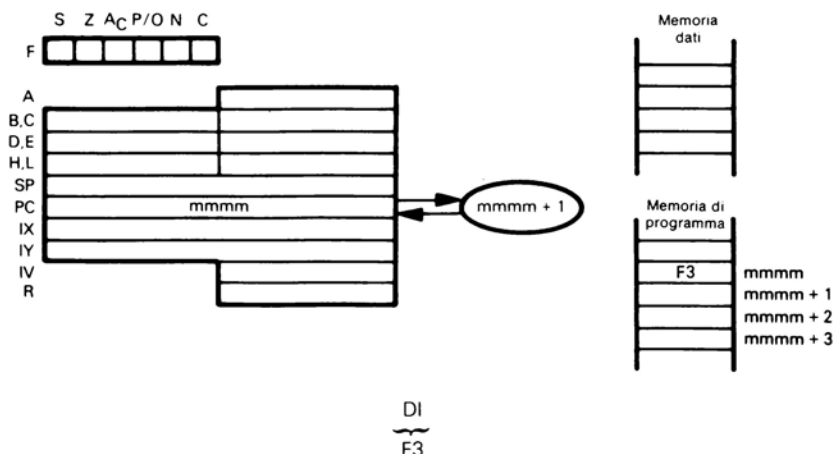 S Z AC P/O N C
F
A
B,C
D,E
H,L
SP
PC mmmm
IX
IY
IV
R
mmmm + 1
Memoria
dati
Memoria di
programma
F3 mmmm
mmmm + 1
mmmm + 2
mmmm + 3
DI
F3